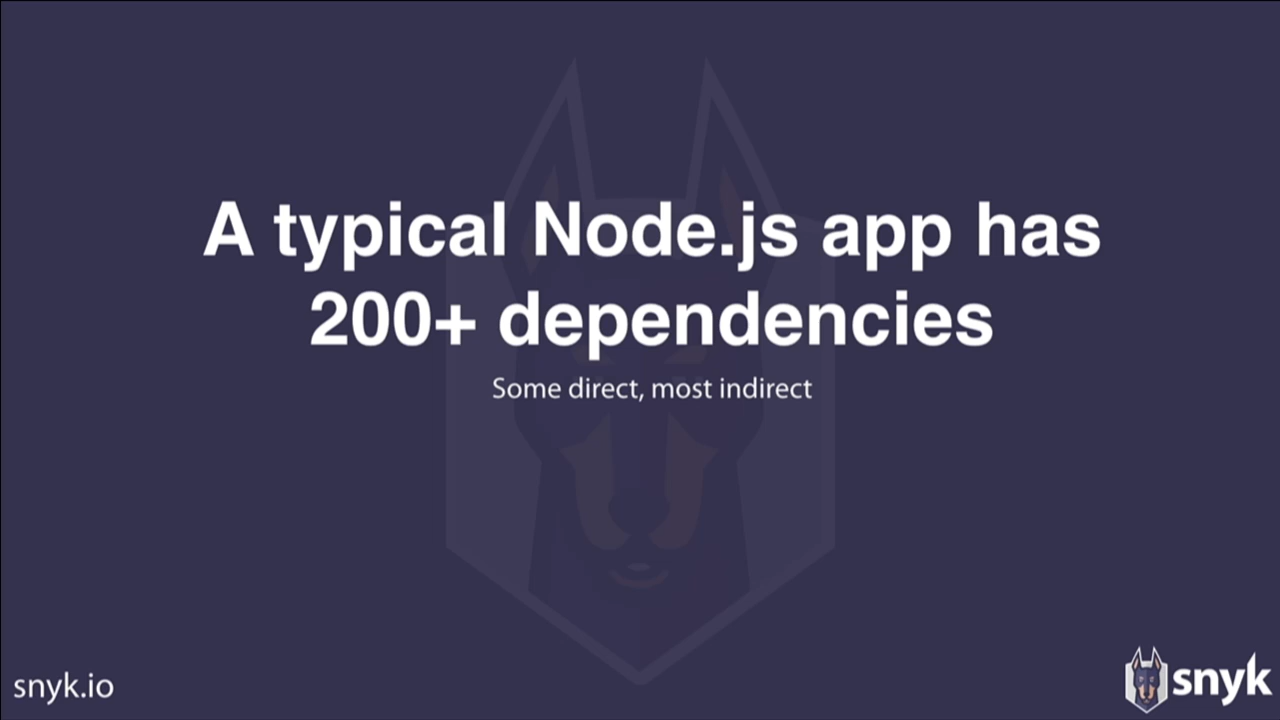 A typical Node.js app has
200+ dependencies
Some direct, most indirect
snyk.io
snyk